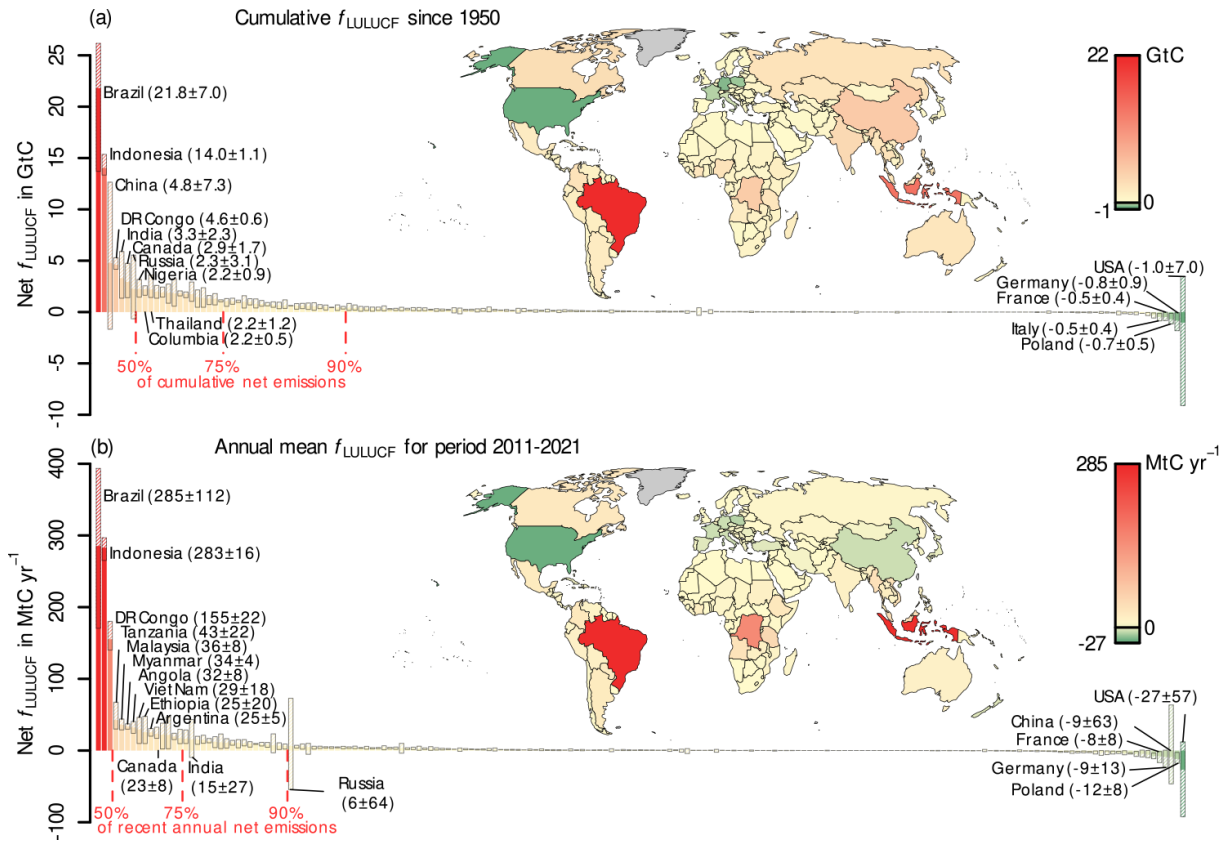 (a)
Cumulative fLULUCF since 1950
Net fLULUCF in GtC
25
20
15
10
5
0
-5
-10
Brazil (21.8±7.0)
Indonesia (14.0±1.1)
China (4.8±7.3)
DR Congo (4.6±0.6)
India (3.3±2.3)
Canada (2.9±1.7)
Russia (2.3±3.1)
Nigeria (2.2±0.9)
Thailand (2.2±1.2)
Columbia (2.2±0.5)
50%
75%
90%
of cumulative net emissions
22
GtC
0
-1
USA (-1.0±7.0)
Germany (-0.8±0.9)
France (-0.5±0.4)
Italy (-0.5±0.4)
Poland (-0.7±0.5)
(b)
Annual mean fLULUCF for period 2011-2021
Net fLULUCF in MtC yr−1
400
300
200
100
0
-100
Brazil (285±112)
Indonesia (283±16)
DR Congo (155±22)
Tanzania (43±22)
Malaysia (36±8)
Myanmar (34±4)
Angola (32±8)
Viet Nam (29±18)
Ethiopia (25±20)
Argentina (25±5)
Canada
(23±8)
India
(15±27)
Russia
(6±64)
50%
75%
90%
of recent annual net emissions
285
MtC yr−1
0
-27
USA (-27±57)
China (-9±63)
France (-8±8)
Germany (-9±13)
Poland (-12±8)